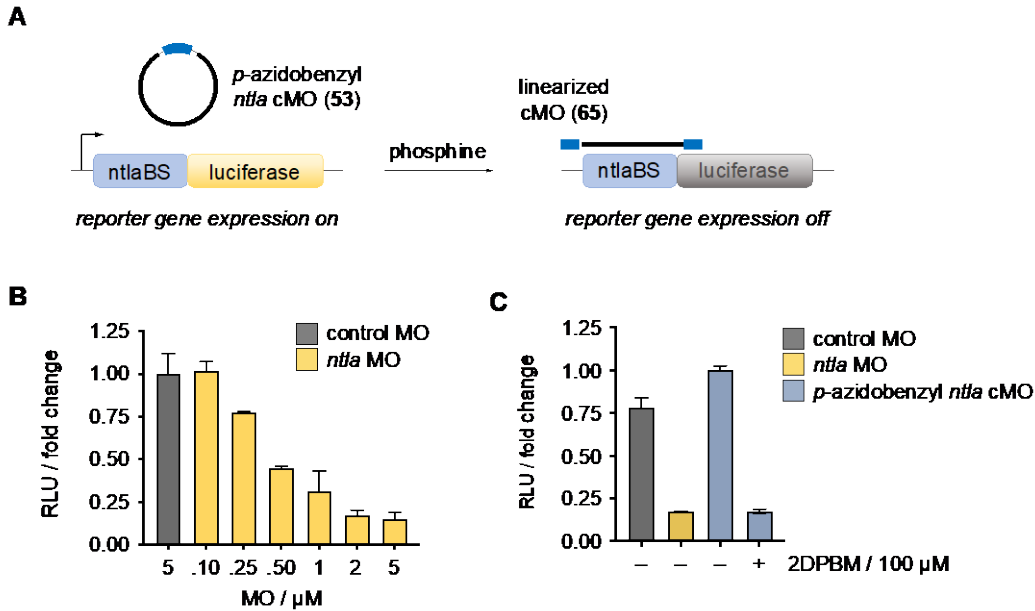 A
p-azidobenzyl
ntla cMO (53)
ntlaBS
luciferase
reporter gene expression on
phosphine
linearized
cMO (65)
ntlaBS
luciferase
reporter gene expression off
B
RLU / fold change
1.25
1.00
0.75
0.50
0.25
0.00
control MO
ntla MO
5 .10 .25 .50 1 2 5
MO / µM
C
RLU / fold change
1.25
1.00
0.75
0.50
0.25
0.00
control MO
ntla MO
p-azidobenzyl ntla cMO
– – – + 2DPBM / 100 µM